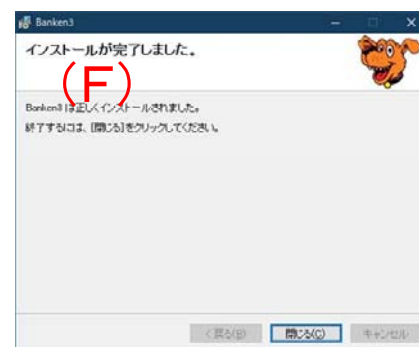 Banken3
インストールが完了しました。
(F)
Banken3 は正しくインストールされました。
終了するには、[閉じる]をクリックしてください。
< 戻る(B)
閉じる(C)
キャンセル